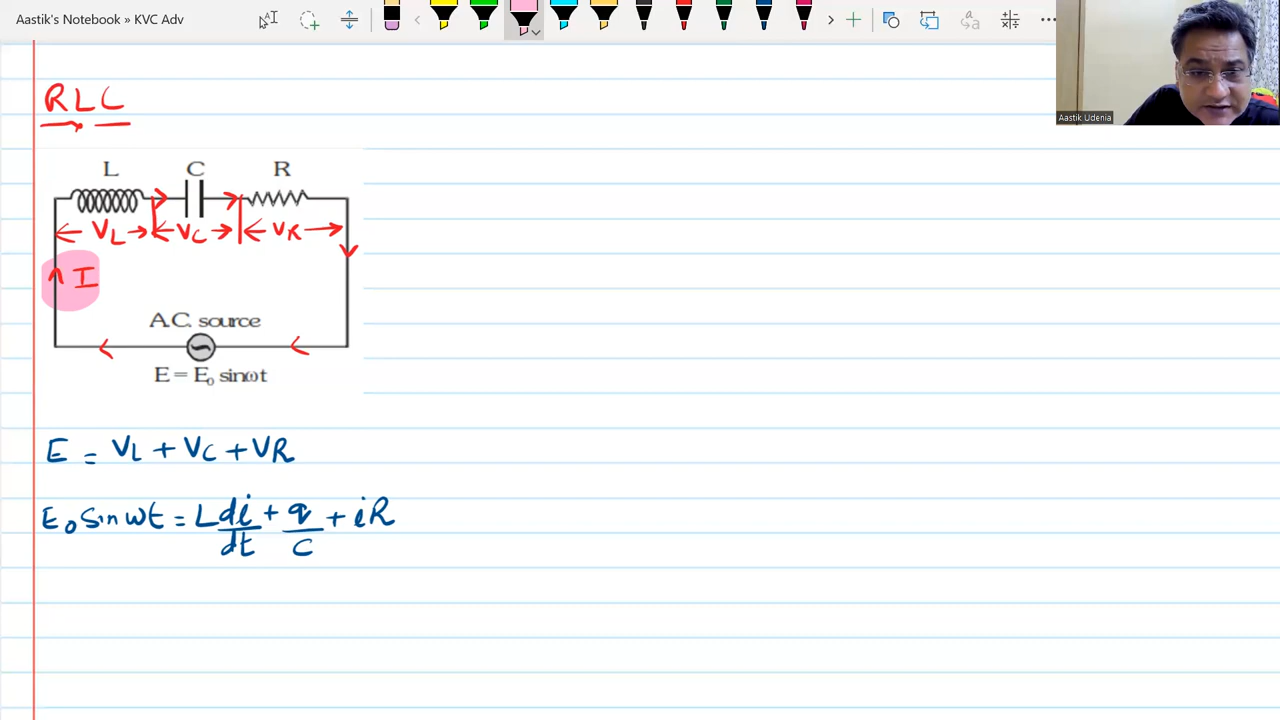 Aastik's Notebook » KVC Adv
Aastik Udenia
RLC
L C R
VL VC VR
I
A.C. source
E = E₀ sinωt
E = VL + VC + VR
E₀ sin ωt = L di/dt + q/C + iR